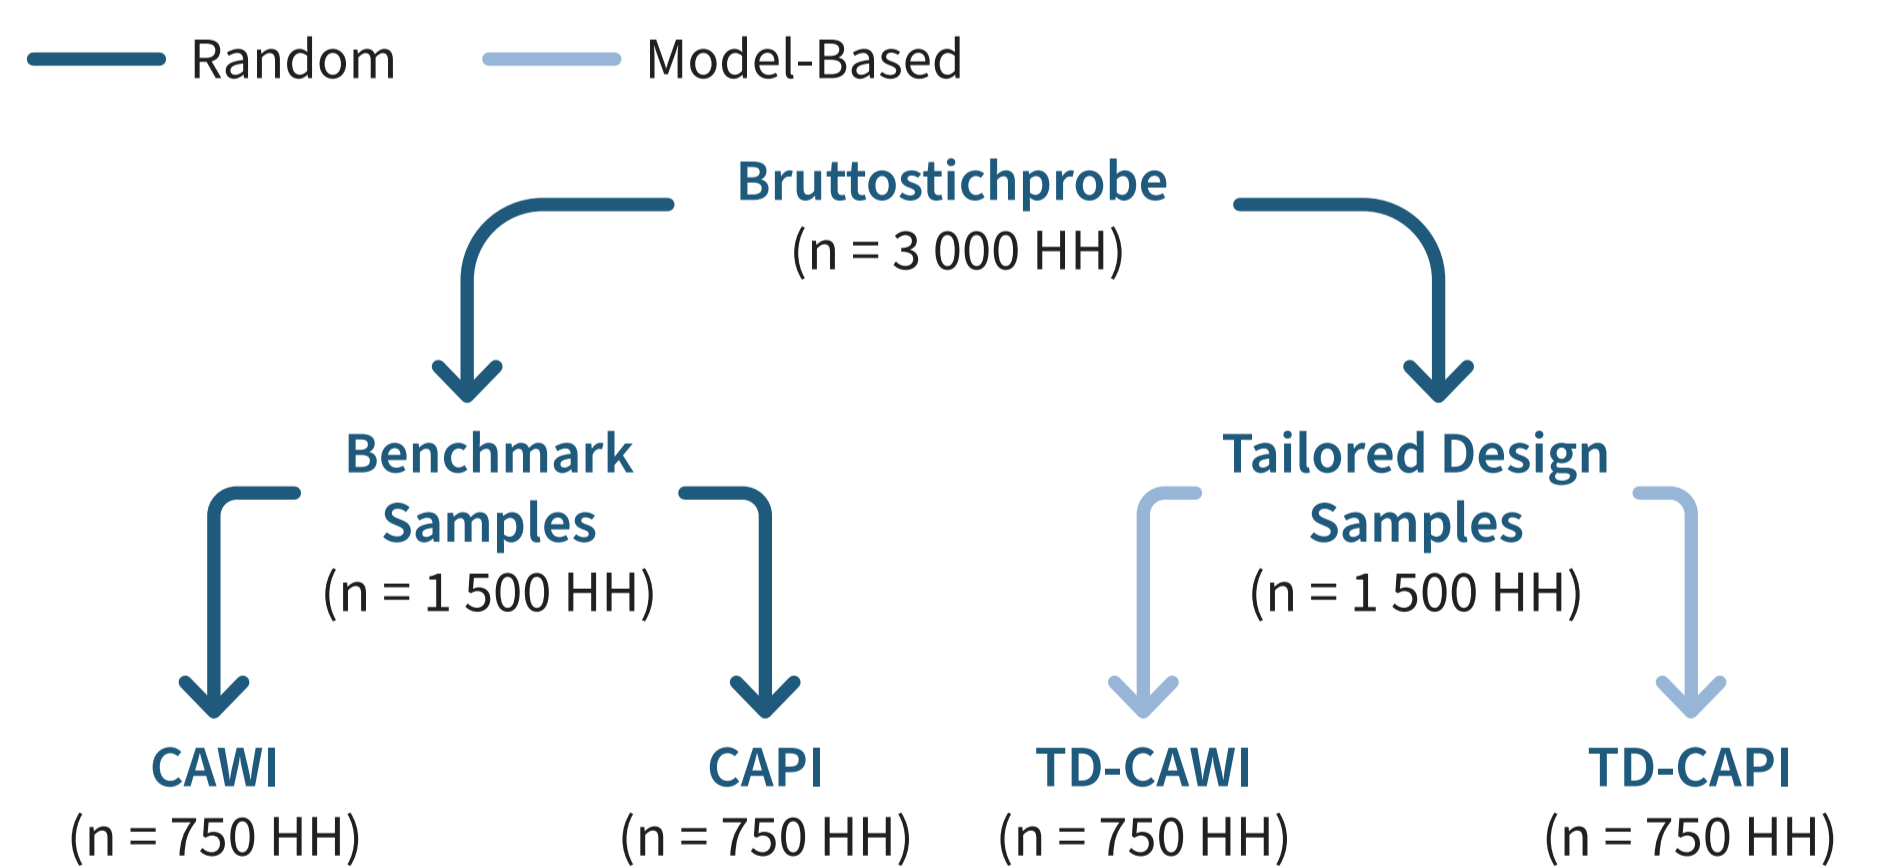 Random
Model-Based
Bruttostichprobe
(n = 3 000 HH)
Benchmark
Samples
(n = 1 500 HH)
Tailored Design
Samples
(n = 1 500 HH)
CAWI
(n = 750 HH)
CAPI
(n = 750 HH)
TD-CAWI
(n = 750 HH)
TD-CAPI
(n = 750 HH)